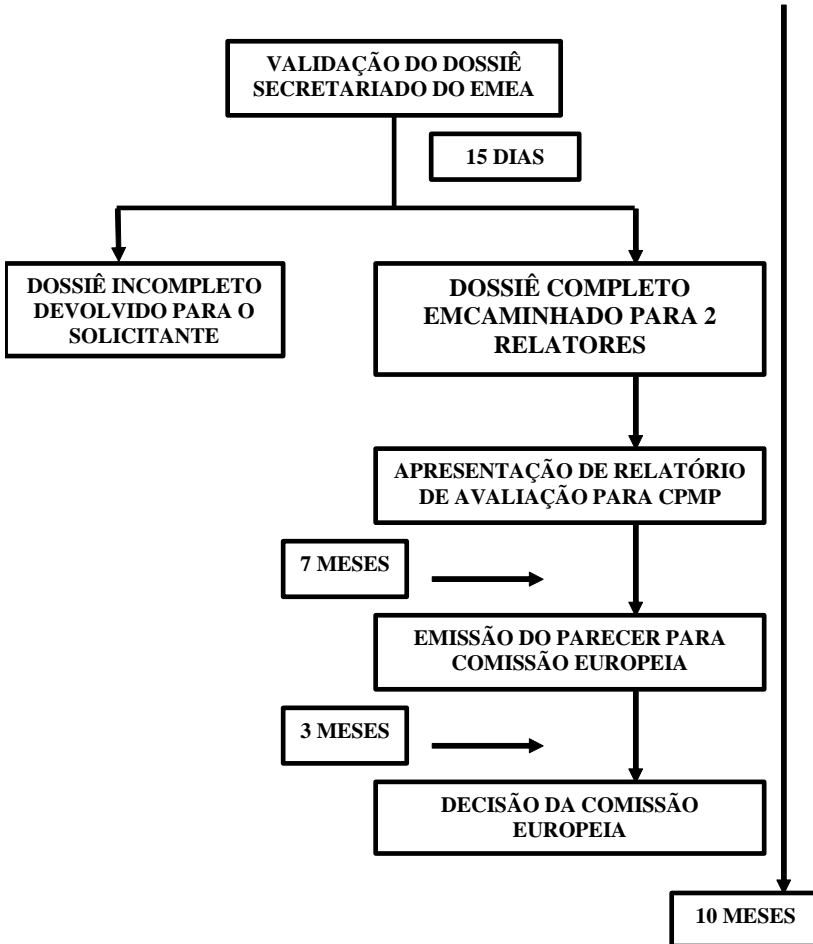 VALIDAÇÃO DO DOSSIÊ
SECRETARIADO DO EMEA
15 DIAS
DOSSIÊ INCOMPLETO
DEVOLVIDO PARA O
SOLICITANTE
DOSSIÊ COMPLETO
EMCAMINHADO PARA 2
RELATORES
APRESENTAÇÃO DE RELATÓRIO
DE AVALIAÇÃO PARA CPMP
7 MESES
EMISSÃO DO PARECER PARA
COMISSÃO EUROPEIA
3 MESES
DECISÃO DA COMISSÃO
EUROPEIA
10 MESES